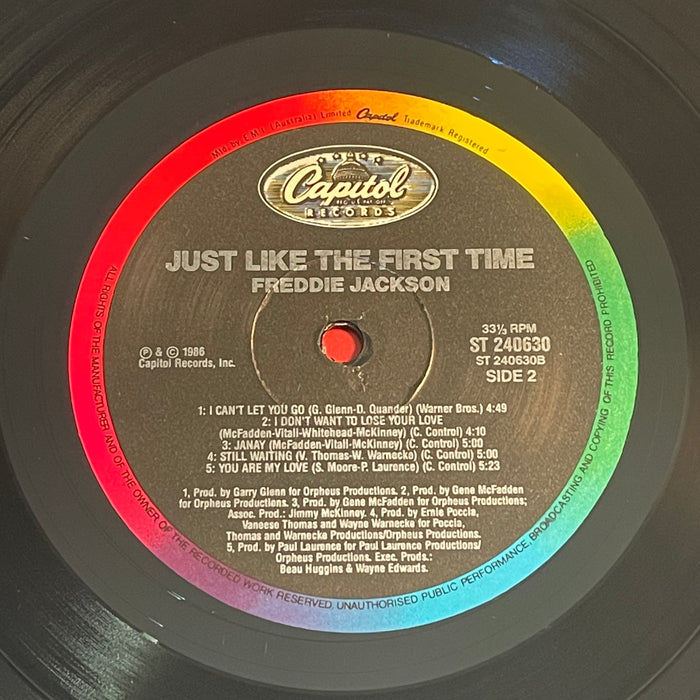 Mfd. by E.M.I. (Australia) Limited Capitol Trademark Registered
Capitol
REG. U.S. PAT. OFF.
RECORDS
JUST LIKE THE FIRST TIME
FREDDIE JACKSON
33⅓ RPM
ST 240630
ST 240630B
SIDE 2
℗ & © 1986
Capitol Records, Inc.
1: I CAN'T LET YOU GO (G. Glenn-D. Quander) (Warner Bros.) 4:49
2: I DON'T WANT TO LOSE YOUR LOVE
(McFadden-Vitali-Whitehead-McKinney) (C. Control) 4:10
3: JANAY (McFadden-Vitali-McKinney) (C. Control) 5:00
4: STILL WAITING (V. Thomas-W. Warnecke) (C. Control) 5:00
5: YOU ARE MY LOVE (S. Moore-P. Laurence) (C. Control) 5:23
1, Prod. by Garry Glenn for Orpheus Productions. 2, Prod. by Gene McFadden
for Orpheus Productions. 3, Prod. by Gene McFadden for Orpheus Productions;
Assoc. Prod.: Jimmy McKinney. 4, Prod. by Ernie Poccia,
Vaneese Thomas and Wayne Warnecke for Poccia,
Thomas and Warnecke Productions/Orpheus Productions.
5, Prod. by Paul Laurence for Paul Laurence Productions/
Orpheus Productions. Exec. Prods.:
Beau Huggins & Wayne Edwards.
ALL RIGHTS OF THE MANUFACTURER AND OF THE OWNER OF THE RECORDED WORK RESERVED. UNAUTHORISED PUBLIC PERFORMANCE, BROADCASTING AND COPYING OF THIS RECORD PROHIBITED